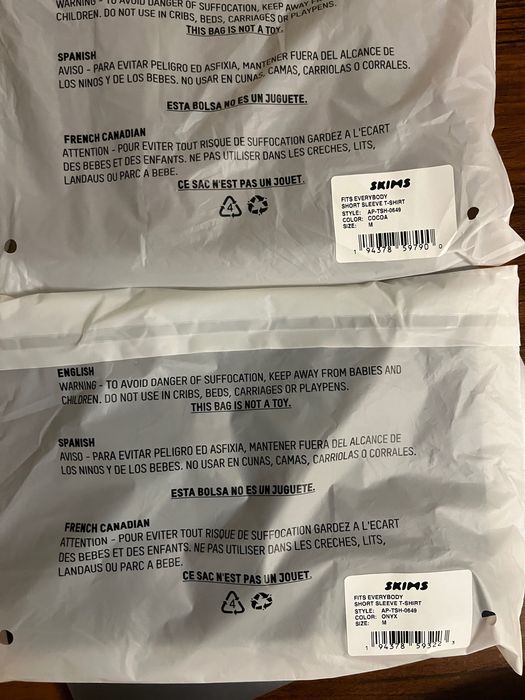 WARNING - TO AVOID DANGER OF SUFFOCATION, KEEP AWAY FROM
CHILDREN. DO NOT USE IN CRIBS, BEDS, CARRIAGES OR PLAYPENS.
THIS BAG IS NOT A TOY.
SPANISH
AVISO - PARA EVITAR PELIGRO ED ASFIXIA, MANTENER FUERA DEL ALCANCE DE
LOS NINOS Y DE LOS BEBES. NO USAR EN CUNAS, CAMAS, CARRIOLAS O CORRALES.
ESTA BOLSA NO ES UN JUGUETE.
FRENCH CANADIAN
ATTENTION - POUR EVITER TOUT RISQUE DE SUFFOCATION GARDEZ A L'ECART
DES BEBES ET DES ENFANTS. NE PAS UTILISER DANS LES CRECHES, LITS,
LANDAUS OU PARC A BEBE.
CE SAC N'EST PAS UN JOUET.
4
SKIMS
FITS EVERYBODY
SHORT SLEEVE T-SHIRT
STYLE: AP-TSH-0649
COLOR: COCOA
SIZE: M
1 94378 59790 0
ENGLISH
WARNING - TO AVOID DANGER OF SUFFOCATION, KEEP AWAY FROM BABIES AND
CHILDREN. DO NOT USE IN CRIBS, BEDS, CARRIAGES OR PLAYPENS.
THIS BAG IS NOT A TOY.
SPANISH
AVISO - PARA EVITAR PELIGRO ED ASFIXIA, MANTENER FUERA DEL ALCANCE DE
LOS NINOS Y DE LOS BEBES. NO USAR EN CUNAS, CAMAS, CARRIOLAS O CORRALES.
ESTA BOLSA NO ES UN JUGUETE.
FRENCH CANADIAN
ATTENTION - POUR EVITER TOUT RISQUE DE SUFFOCATION GARDEZ A L'ECART
DES BEBES ET DES ENFANTS. NE PAS UTILISER DANS LES CRECHES, LITS,
LANDAUS OU PARC A BEBE.
CE SAC N'EST PAS UN JOUET.
4
SKIMS
FITS EVERYBODY
SHORT SLEEVE T-SHIRT
STYLE: AP-TSH-0649
COLOR: ONYX
SIZE: M
1 94378 59322 3